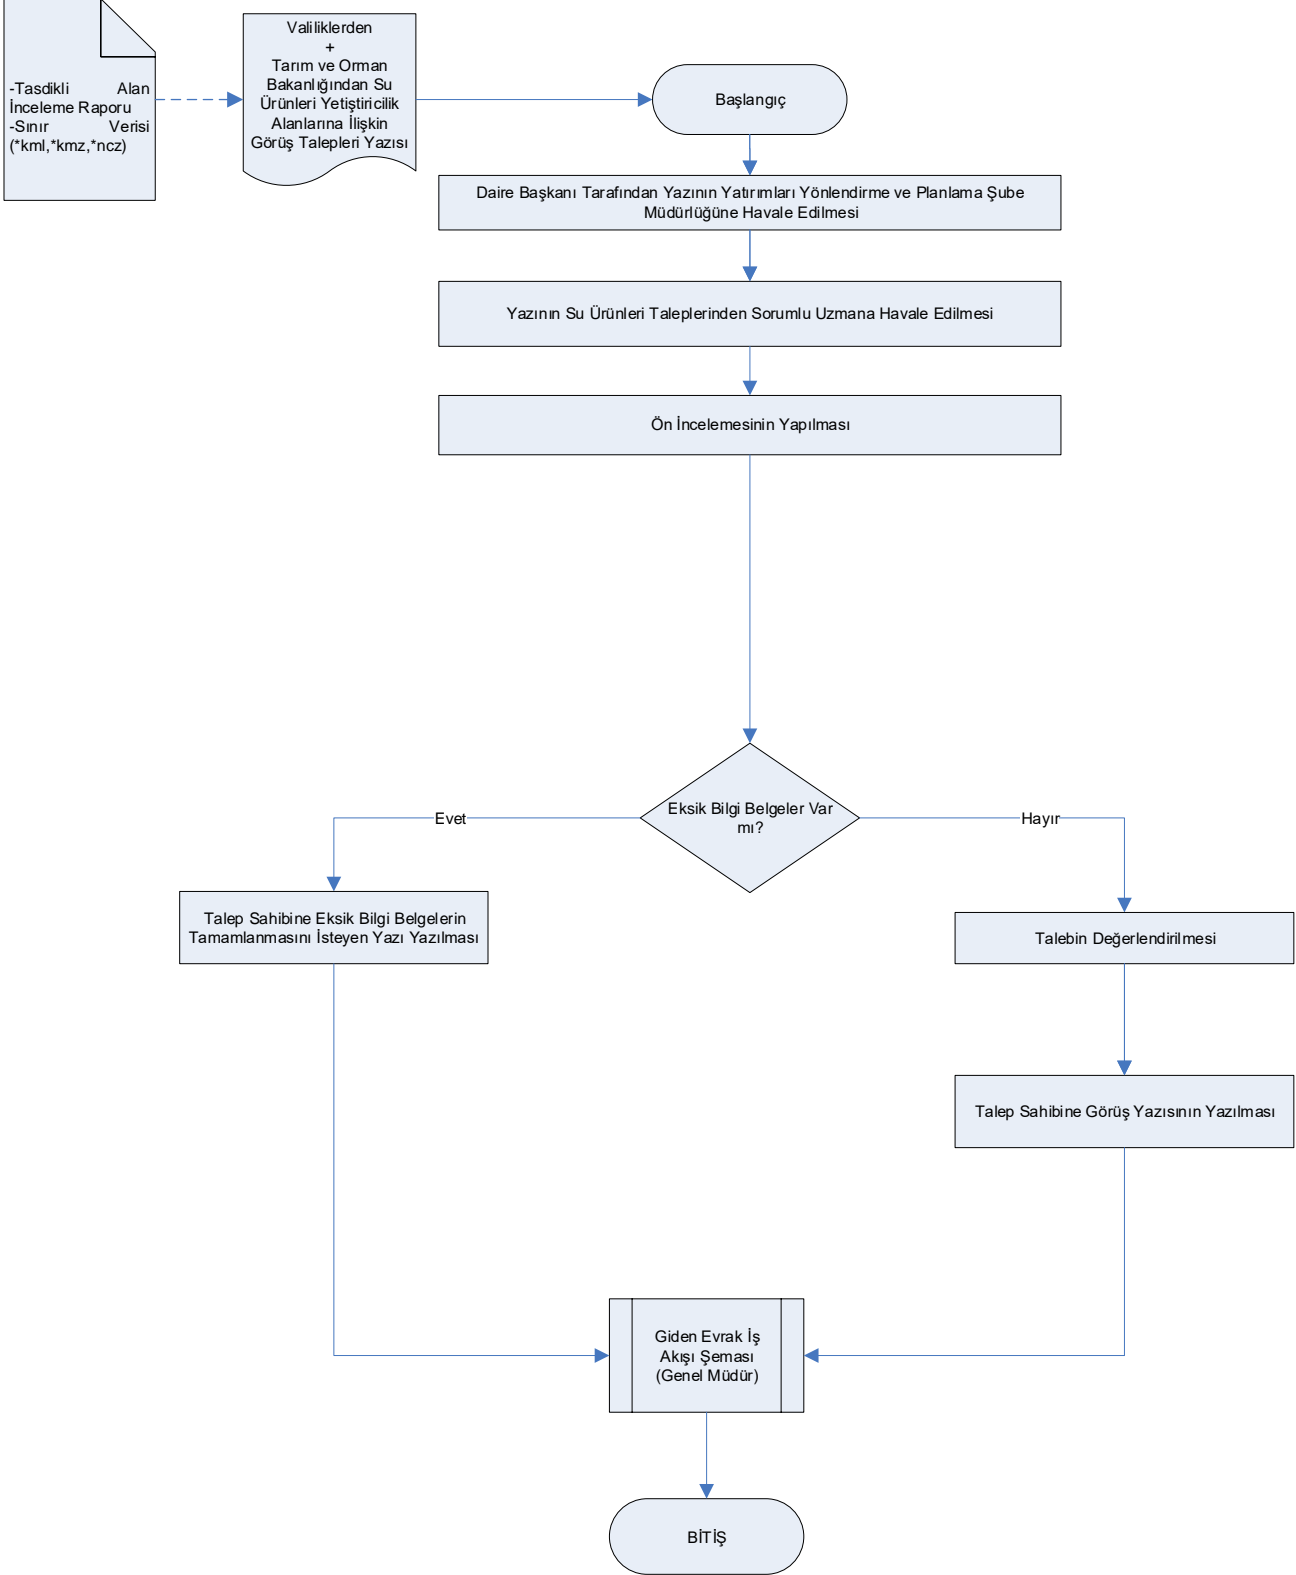 -Tasdikli Alan
İnceleme Raporu
-Sınır Verisi
(*kml,*kmz,*ncz)
Valiliklerden
+
Tarım ve Orman
Bakanlığından Su
Ürünleri Yetiştiricilik
Alanlarına İlişkin
Görüş Talepleri Yazısı
Başlangıç
Daire Başkanı Tarafından Yazının Yatırımları Yönlendirme ve Planlama Şube
Müdürlüğüne Havale Edilmesi
Yazının Su Ürünleri Taleplerinden Sorumlu Uzmana Havale Edilmesi
Ön İncelemesinin Yapılması
Eksik Bilgi Belgeler Var
mı?
Evet
Hayır
Talep Sahibine Eksik Bilgi Belgelerin
Tamamlanmasını İsteyen Yazı Yazılması
Talebin Değerlendirilmesi
Talep Sahibine Görüş Yazısının Yazılması
Giden Evrak İş
Akışı Şeması
(Genel Müdür)
BİTİŞ